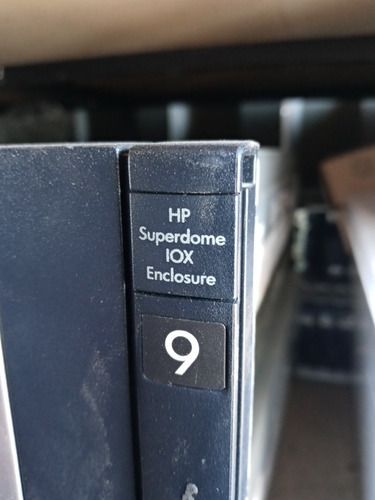 HP
Superdome
IOX
Enclosure
9